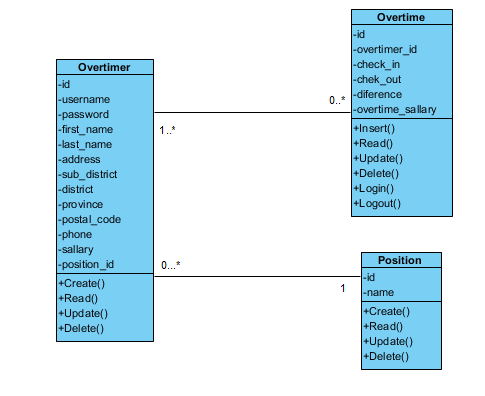 Overtimer
-id
-username
-password
-first_name
-last_name
-address
-sub_district
-district
-province
-postal_code
-phone
-sallary
-position_id
+Create()
+Read()
+Update()
+Delete()
Overtime
-id
-overtimer_id
-check_in
-chek_out
-diference
-overtime_sallary
+Insert()
+Read()
+Update()
+Delete()
+Login()
+Logout()
0..*
1..*
0...*
1
Position
-id
-name
+Create()
+Read()
+Update()
+Delete()